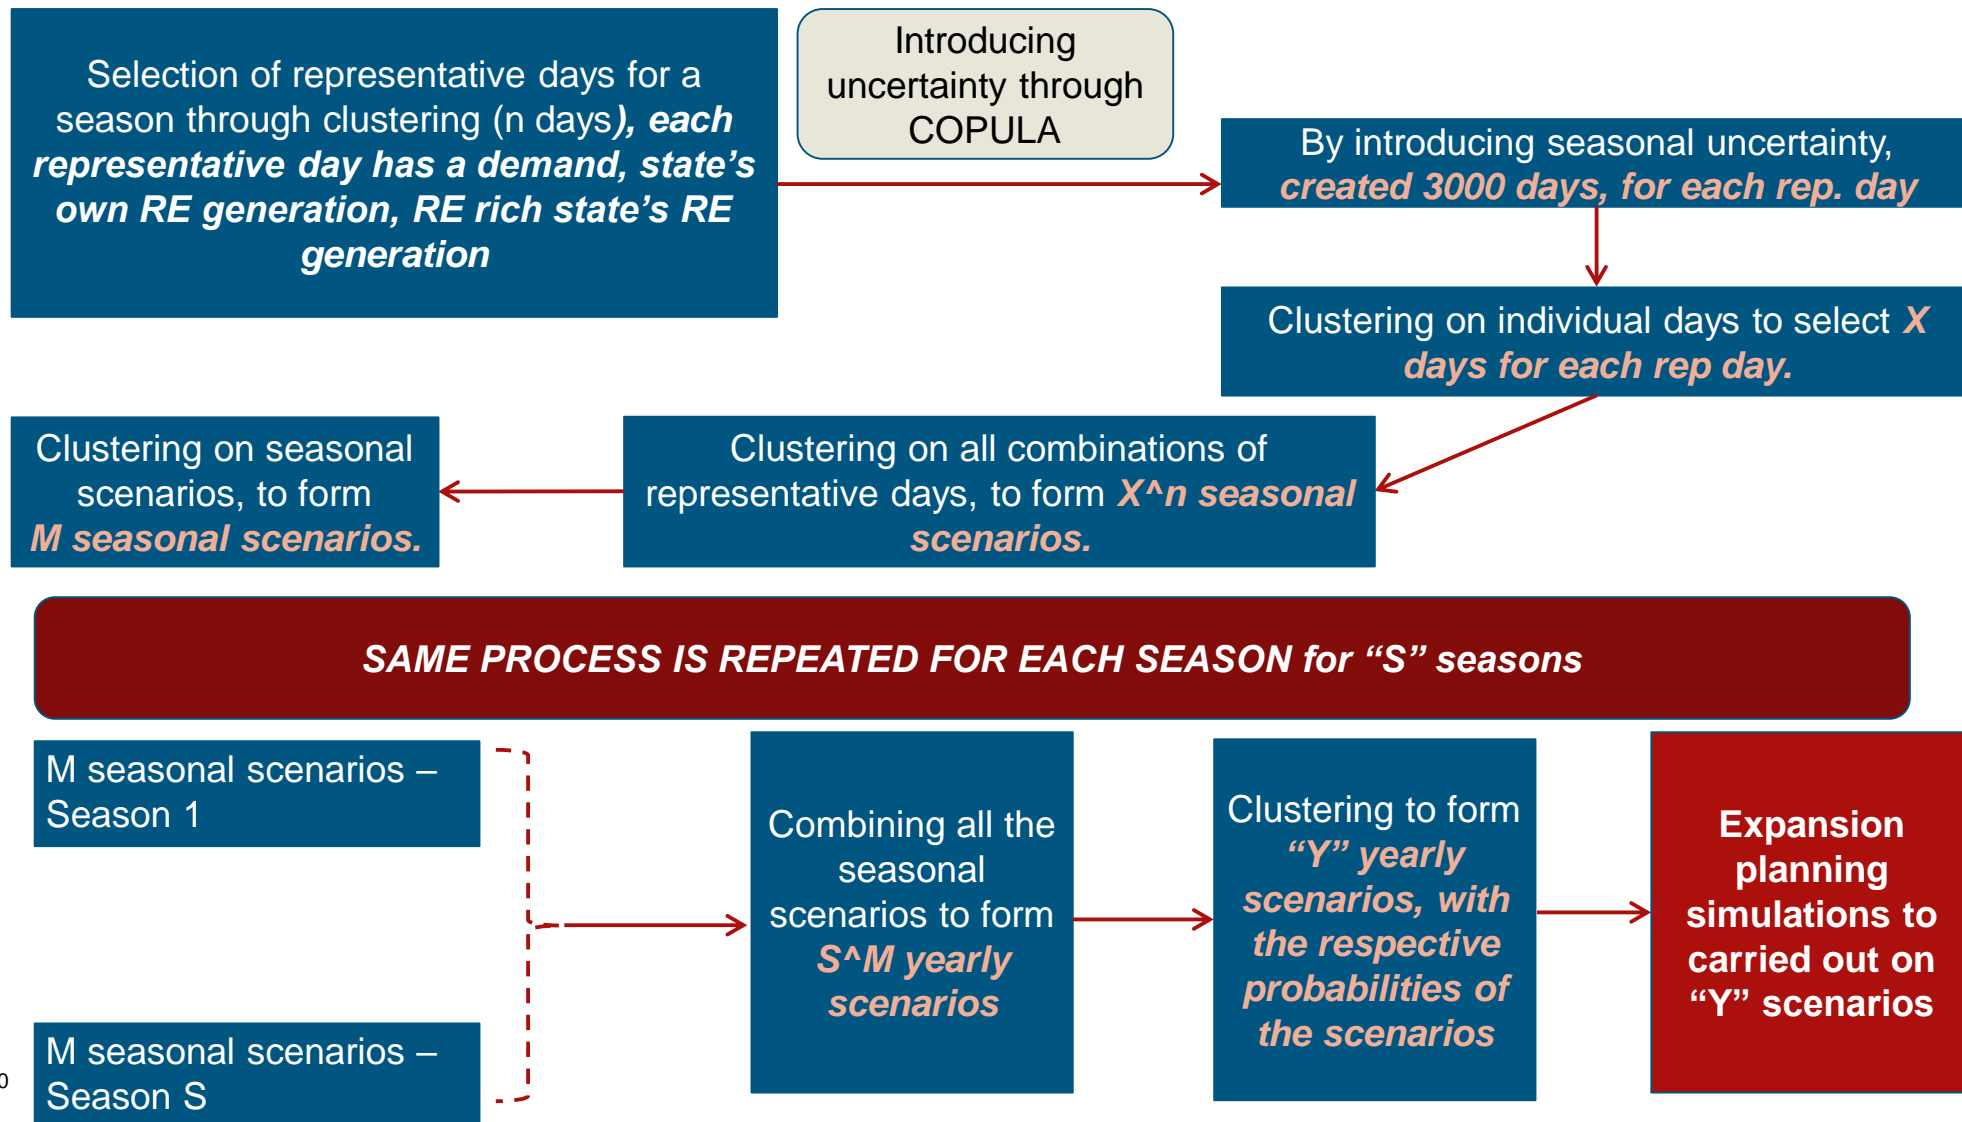 Selection of representative days for a
season through clustering (n days), each
representative day has a demand, state’s
own RE generation, RE rich state’s RE
generation
Introducing
uncertainty through
COPULA
By introducing seasonal uncertainty,
created 3000 days, for each rep. day
Clustering on individual days to select X
days for each rep day.
Clustering on all combinations of
representative days, to form X^n seasonal
scenarios.
Clustering on seasonal
scenarios, to form
M seasonal scenarios.
SAME PROCESS IS REPEATED FOR EACH SEASON for “S” seasons
M seasonal scenarios –
Season 1
M seasonal scenarios –
Season S
Combining all the
seasonal
scenarios to form
S^M yearly
scenarios
Clustering to form
“Y” yearly
scenarios, with
the respective
probabilities of
the scenarios
Expansion
planning
simulations to
carried out on
“Y” scenarios
0